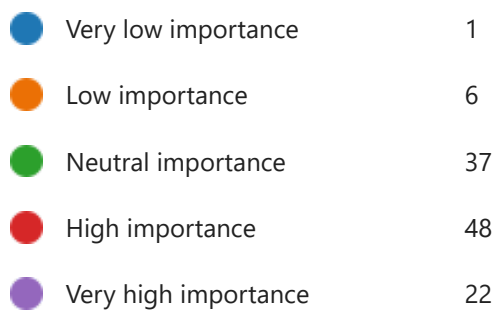 Very low importance 1
Low importance 6
Neutral importance 37
High importance 48
Very high importance 22